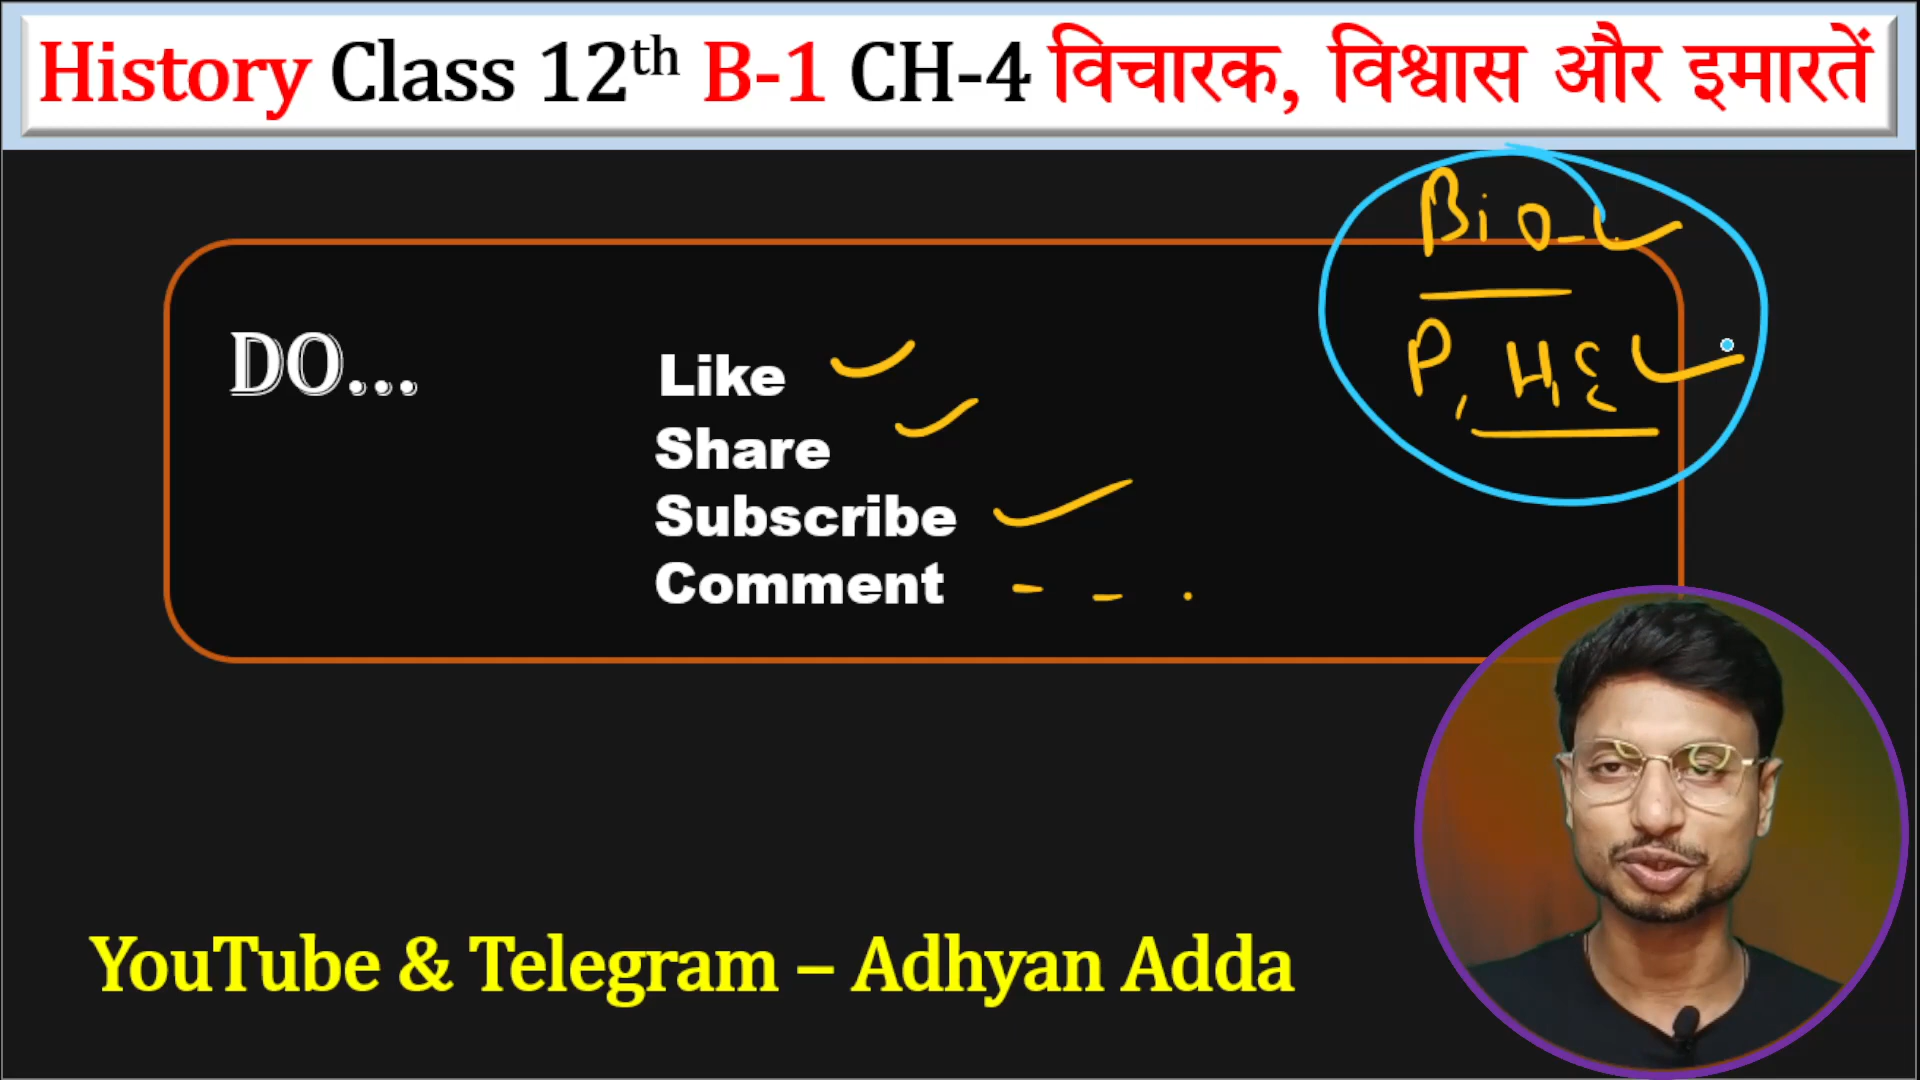 History Class 12th B-1 CH-4 विचारक, विश्वास और इमारतें
Bio
P, H,
DO...
Like
Share
Subscribe
Comment
YouTube & Telegram – Adhyan Adda